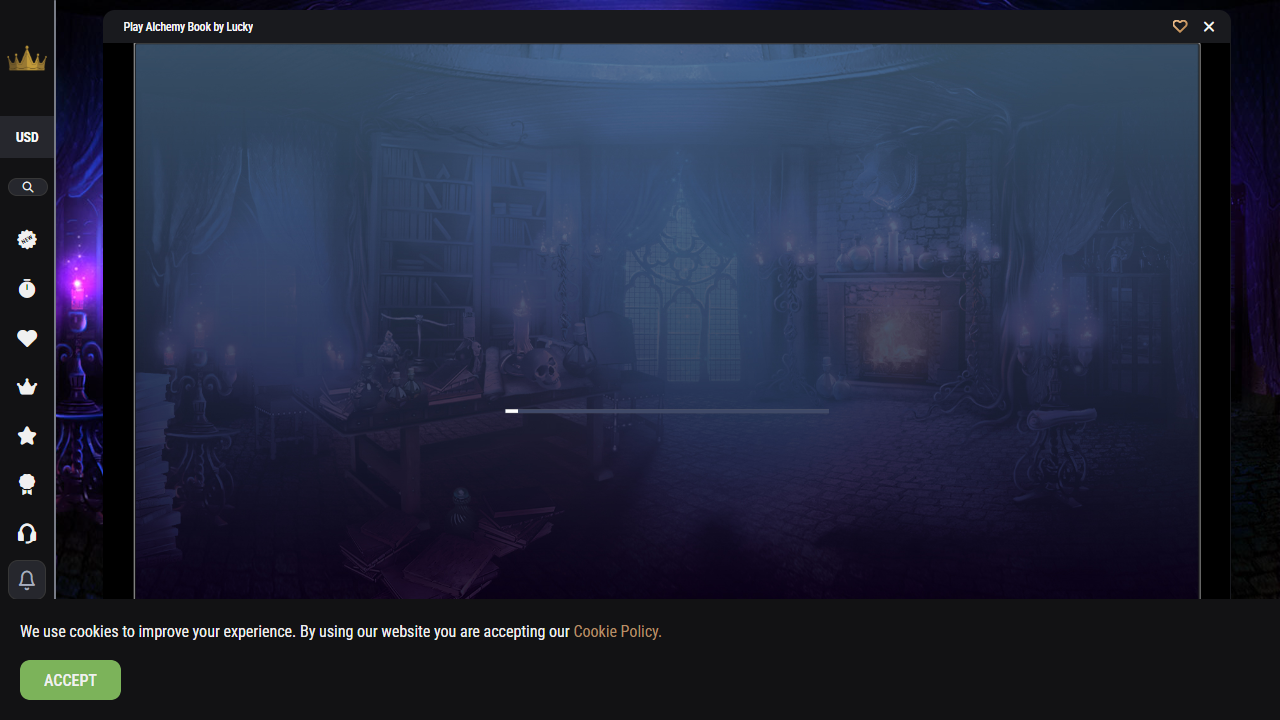 Play Alchemy Book by Lucky
USD
NEW
We use cookies to improve your experience. By using our website you are accepting our Cookie Policy.
ACCEPT